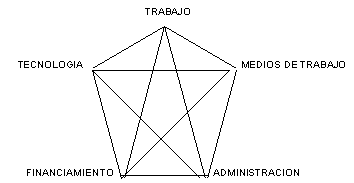 TRABAJO
TECNOLOGIA
MEDIOS DE TRABAJO
FINANCIAMIENTO
ADMINISTRACION